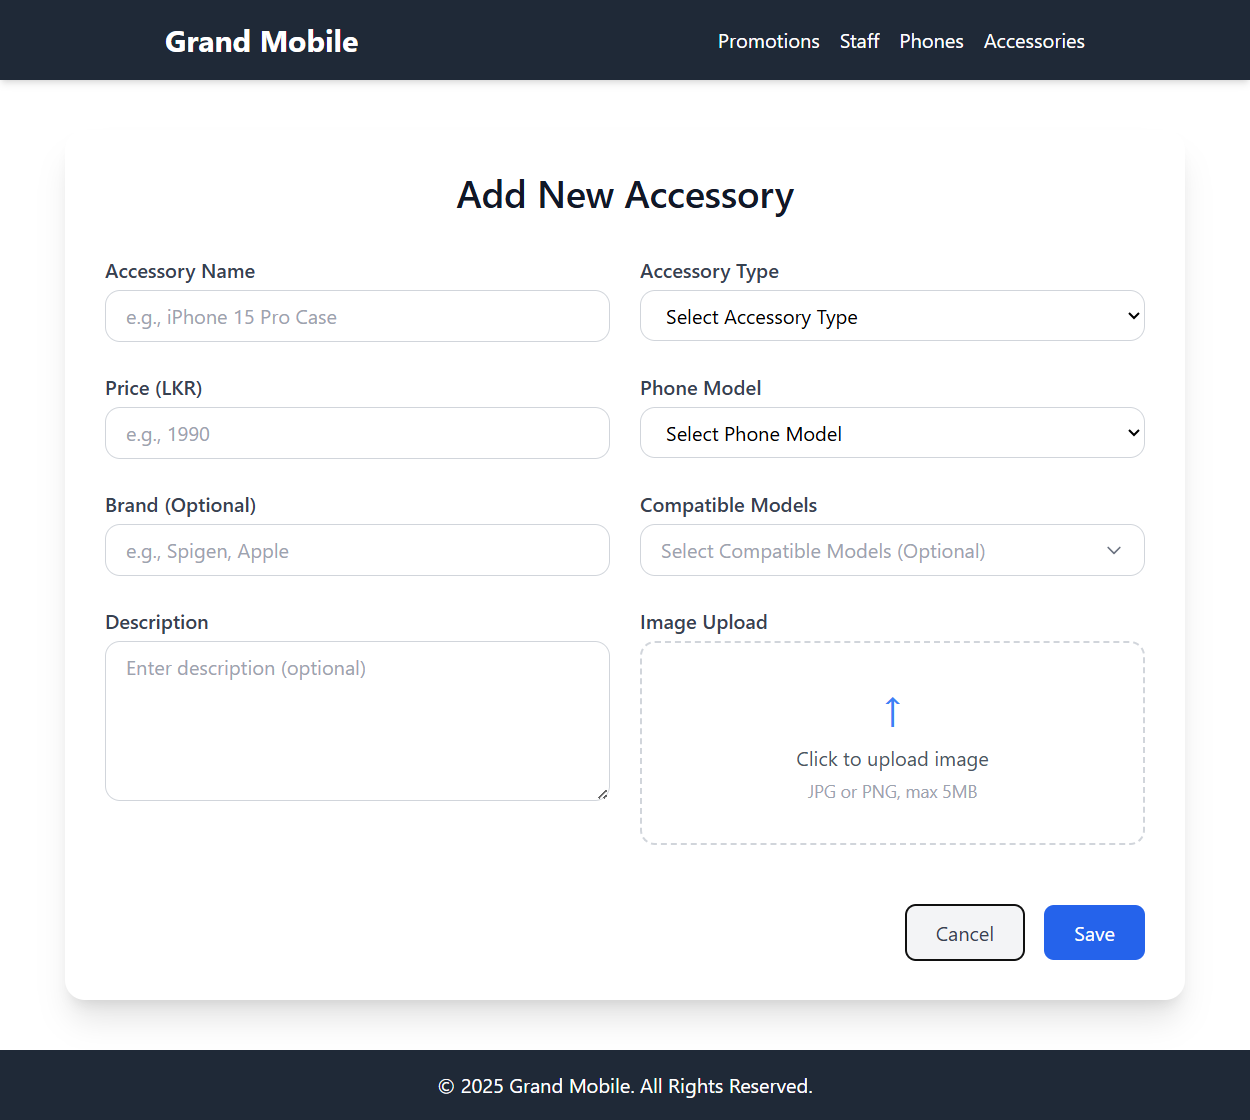 Grand Mobile
Promotions Staff Phones Accessories
Add New Accessory
Accessory Name
e.g., iPhone 15 Pro Case
Accessory Type
Select Accessory Type
Price (LKR)
e.g., 1990
Phone Model
Select Phone Model
Brand (Optional)
e.g., Spigen, Apple
Compatible Models
Select Compatible Models (Optional)
Description
Enter description (optional)
Image Upload
Click to upload image
JPG or PNG, max 5MB
Cancel
Save
© 2025 Grand Mobile. All Rights Reserved.